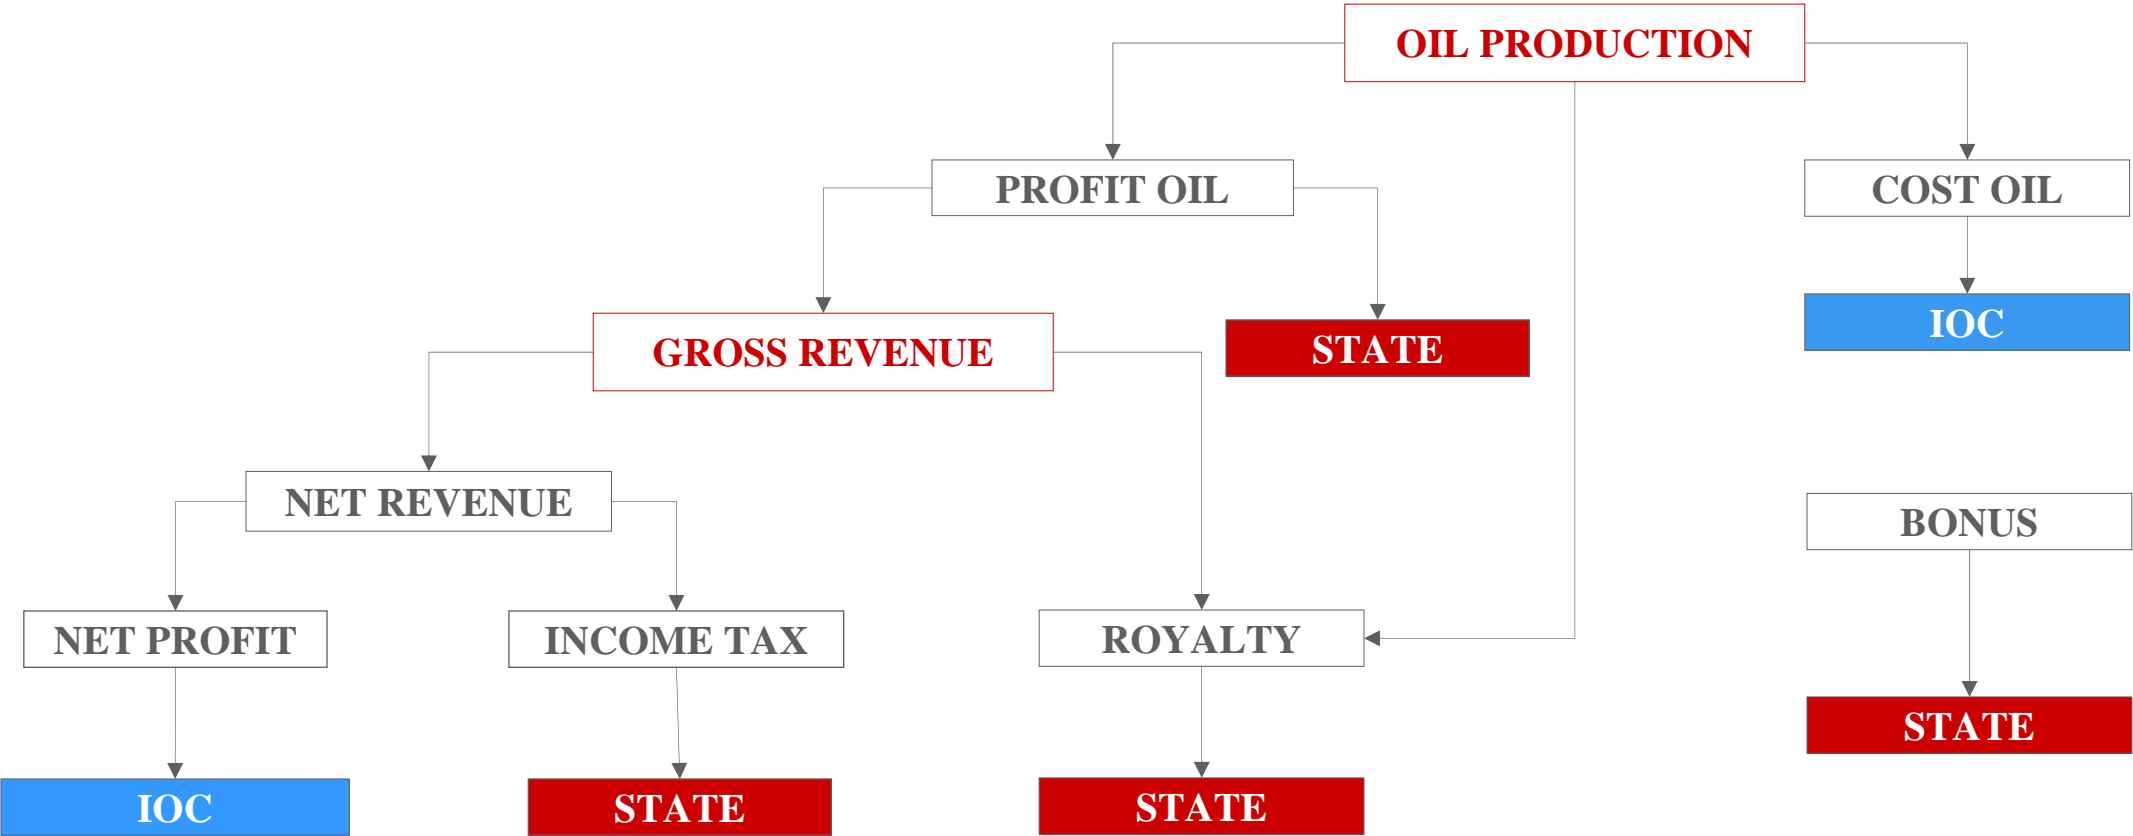 OIL PRODUCTION
PROFIT OIL
COST OIL
GROSS REVENUE
STATE
IOC
NET REVENUE
BONUS
NET PROFIT
INCOME TAX
ROYALTY
STATE
IOC
STATE
STATE